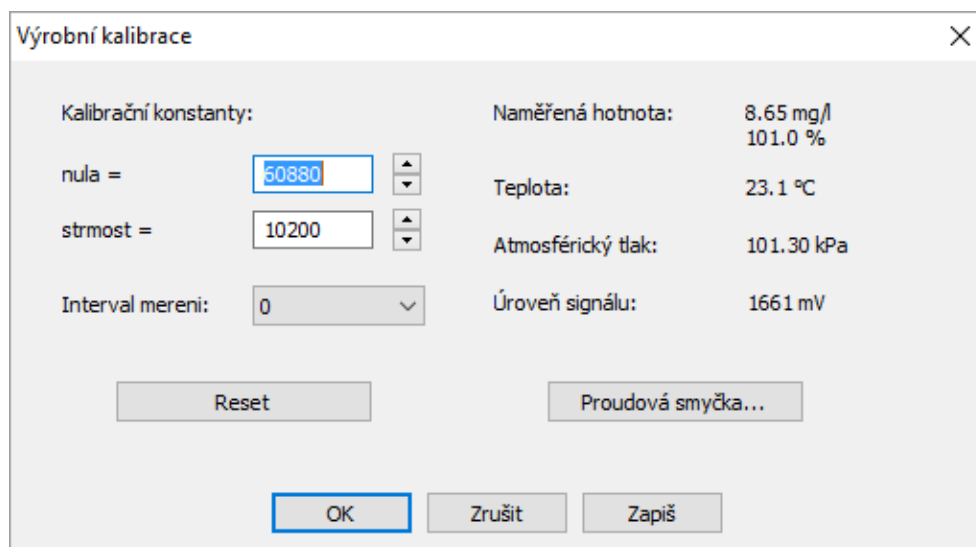 Výrobní kalibrace
Kalibrační konstanty:
nula =
60880
strmost =
10200
Interval mereni:
0
Reset
Naměřená hotnota:
8.65 mg/l
101.0 %
Teplota:
23.1 ºC
Atmosférický tlak:
101.30 kPa
Úroveň signálu:
1661 mV
Proudová smyčka...
OK
Zrušit
Zapiš